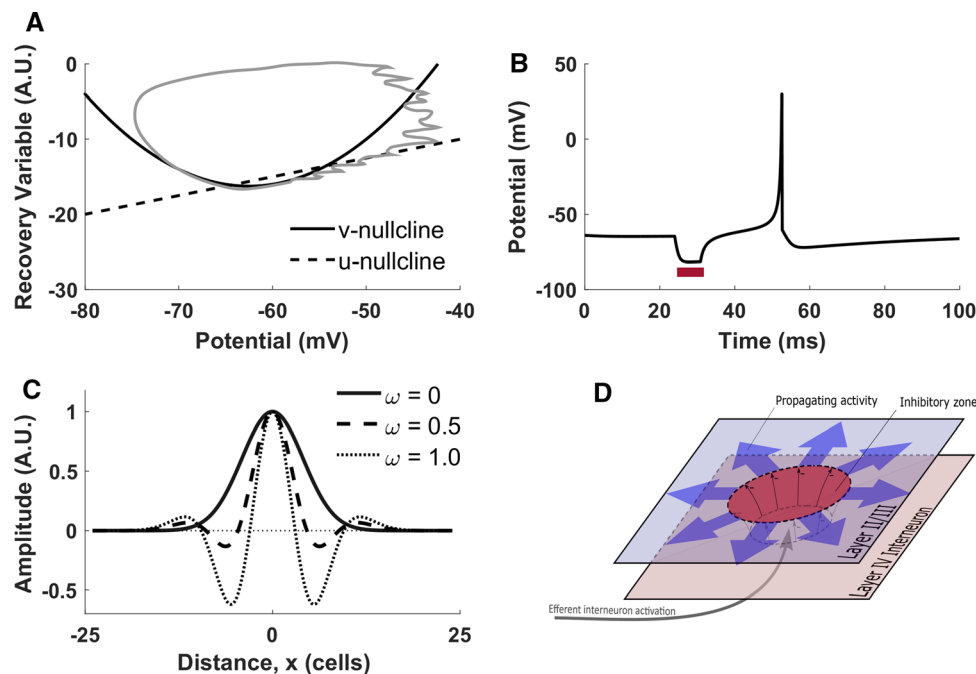 A
Recovery Variable (A.U.)
0
-10
-20
-30
-80
-70
-60
-50
-40
Potential (mV)
v-nullcline
u-nullcline
B
Potential (mV)
50
0
-50
-100
0
20
40
60
80
100
Time (ms)
C
Amplitude (A.U.)
1
0.5
0
-0.5
-25
0
25
Distance, x (cells)
ω = 0
ω = 0.5
ω = 1.0
D
Propagating activity
Inhibitory zone
Layer II/III
Layer IV Interneuron
Efferent interneuron activation